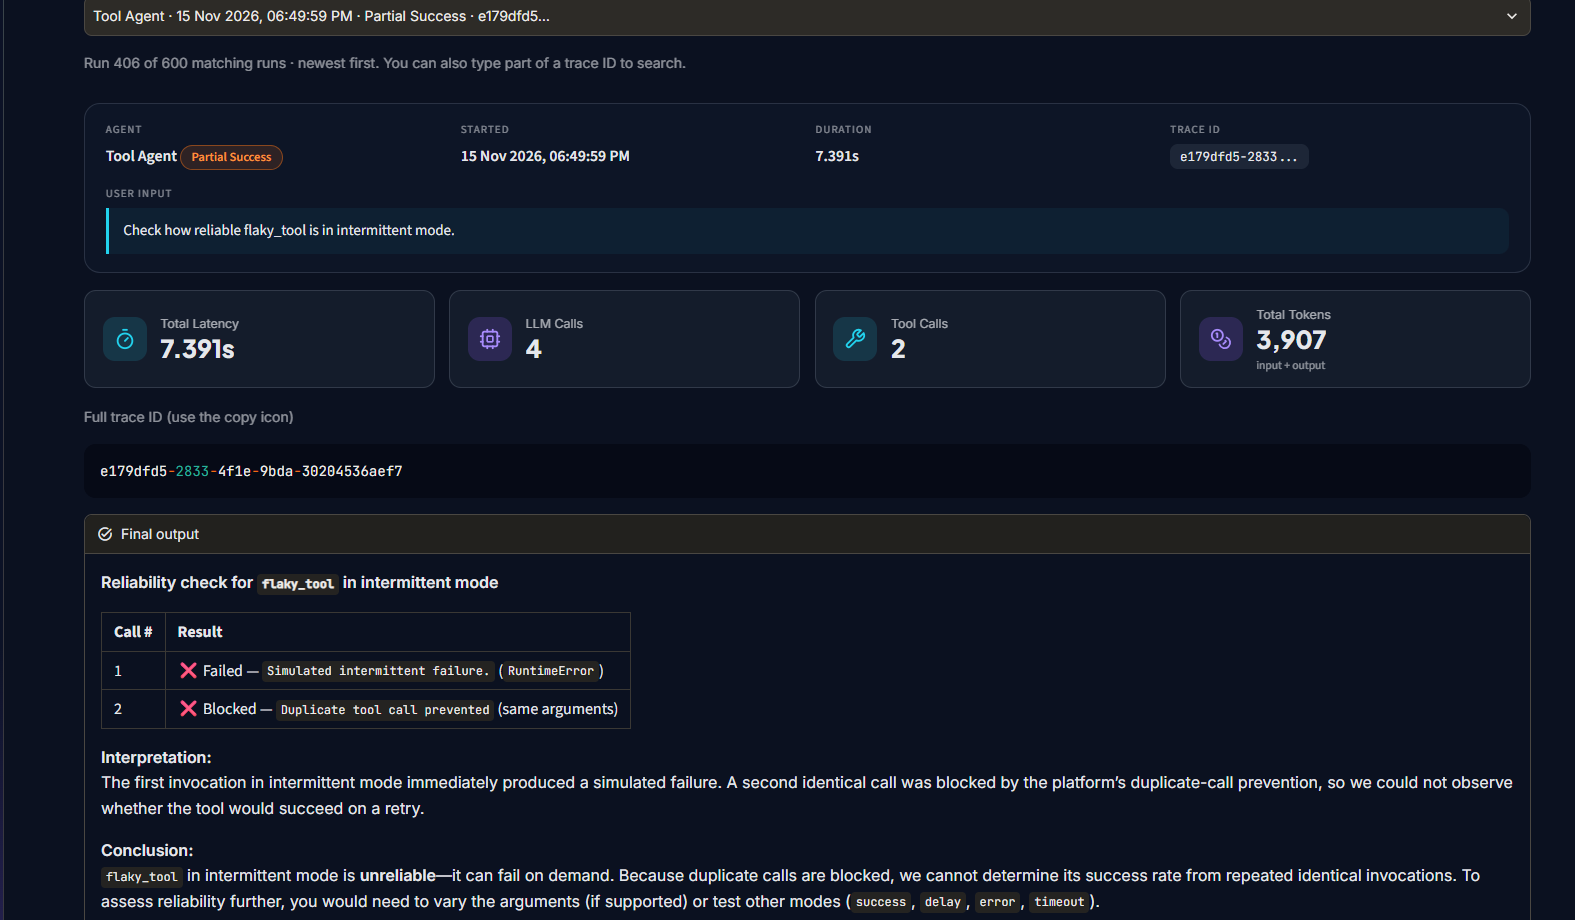 Tool Agent · 15 Nov 2026, 06:49:59 PM · Partial Success · e179dfd5...
Run 406 of 600 matching runs · newest first. You can also type part of a trace ID to search.
AGENT
Tool Agent Partial Success
STARTED
15 Nov 2026, 06:49:59 PM
DURATION
7.391s
TRACE ID
e179dfd5-2833...
USER INPUT
Check how reliable flaky_tool is in intermittent mode.
Total Latency
7.391s
LLM Calls
4
Tool Calls
2
Total Tokens
3,907
input + output
Full trace ID (use the copy icon)
e179dfd5-2833-4f1e-9bda-30204536aef7
Final output
Reliability check for flaky_tool in intermittent mode
Call # Result
1 ❌ Failed — Simulated intermittent failure. (RuntimeError)
2 ❌ Blocked — Duplicate tool call prevented (same arguments)
Interpretation:
The first invocation in intermittent mode immediately produced a simulated failure. A second identical call was blocked by the platform’s duplicate-call prevention, so we could not observe
whether the tool would succeed on a retry.
Conclusion:
flaky_tool in intermittent mode is unreliable—it can fail on demand. Because duplicate calls are blocked, we cannot determine its success rate from repeated identical invocations. To
assess reliability further, you would need to vary the arguments (if supported) or test other modes (success, delay, error, timeout).